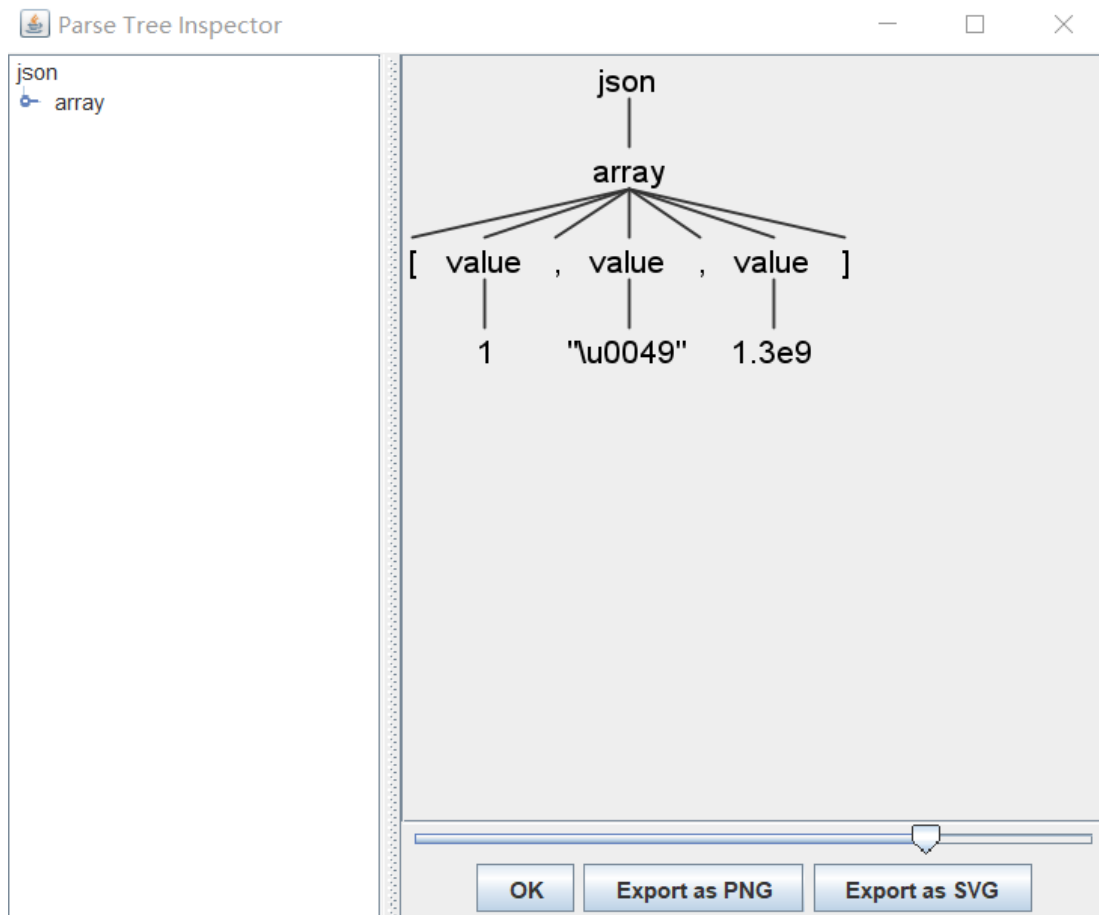 Parse Tree Inspector
json
array
json
array
[ value , value , value ]
1 "\u0049" 1.3e9
OK Export as PNG Export as SVG